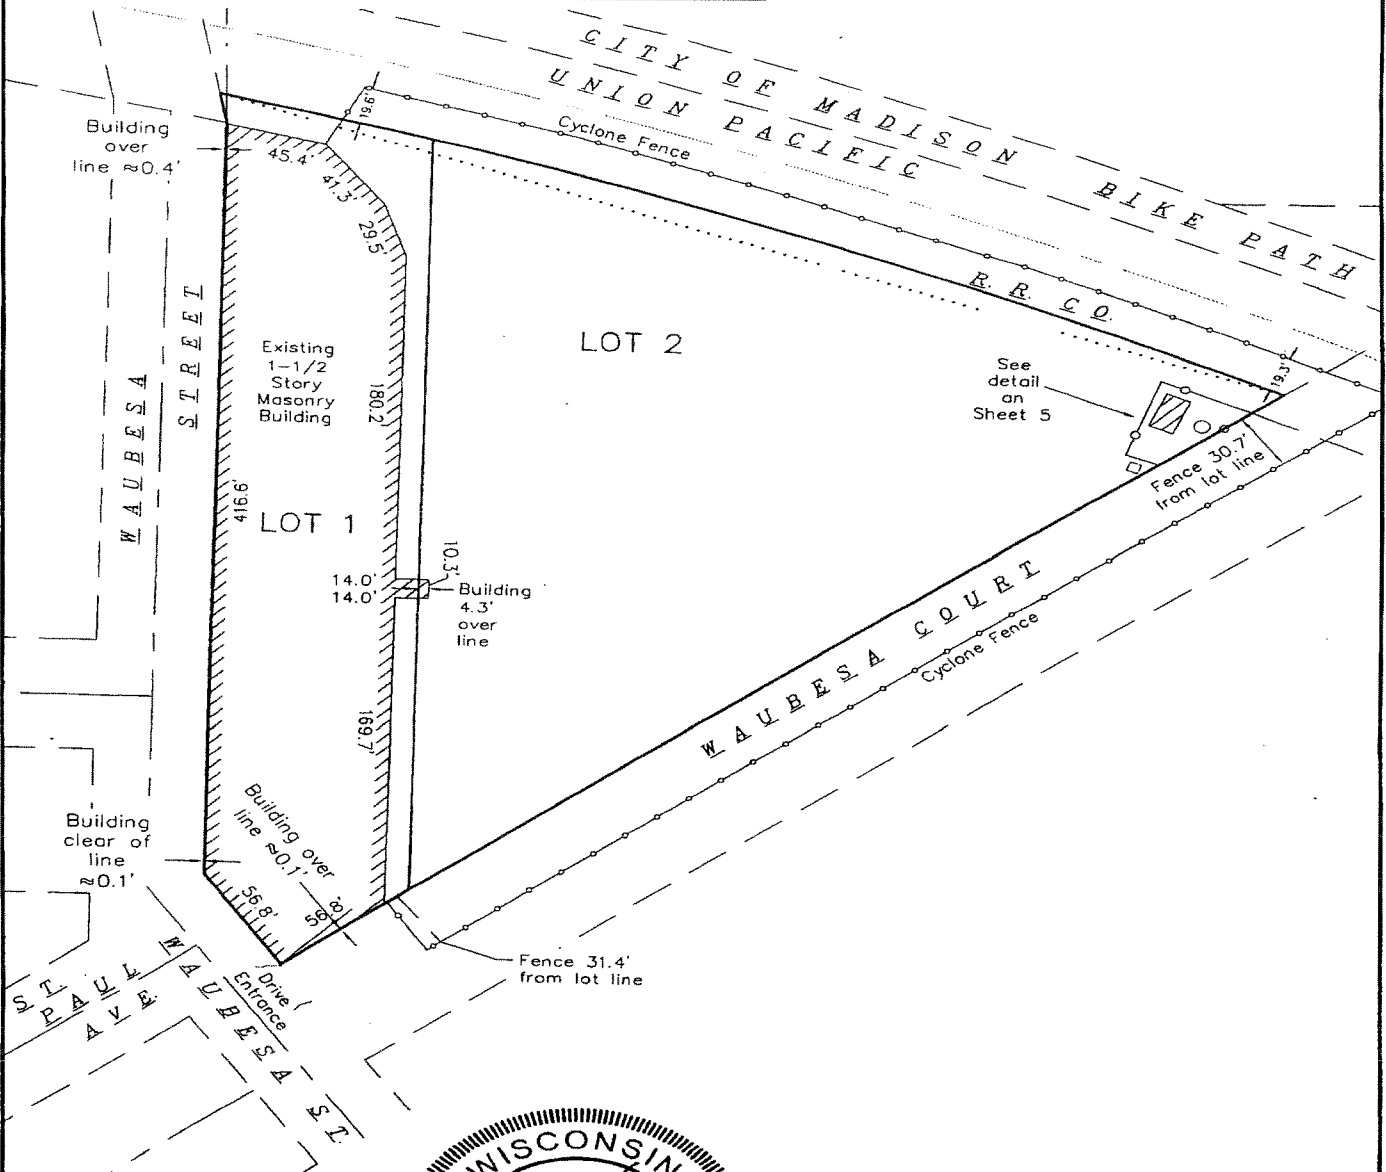 CITY OF MADISON BIKE PATH
UNION PACIFIC
R. R. CO.
Cyclone Fence
19.9'
Building
over
line ≈0.4'
45.4'
41.3'
29.5'
STREET
WAUBESA
Existing
1-1/2
Story
Masonry
Building
180.2'
LOT 2
See
detail
an
Sheet 5
19.3'
Fence 30.7'
from lot line
416.6'
LOT 1
14.0'
14.0'
10.3'
Building
4.3'
over
line
WAUBESA COURT
Cyclone Fence
169.7'
Building over
line ≈0.1'
Building
clear of
line
≈0.1'
56.8'
56.8'
Fence 31.4'
from lot line
Drive
Entrance
ST.
PAUL
AVE.
WAUBESA ST.
WISCONSIN